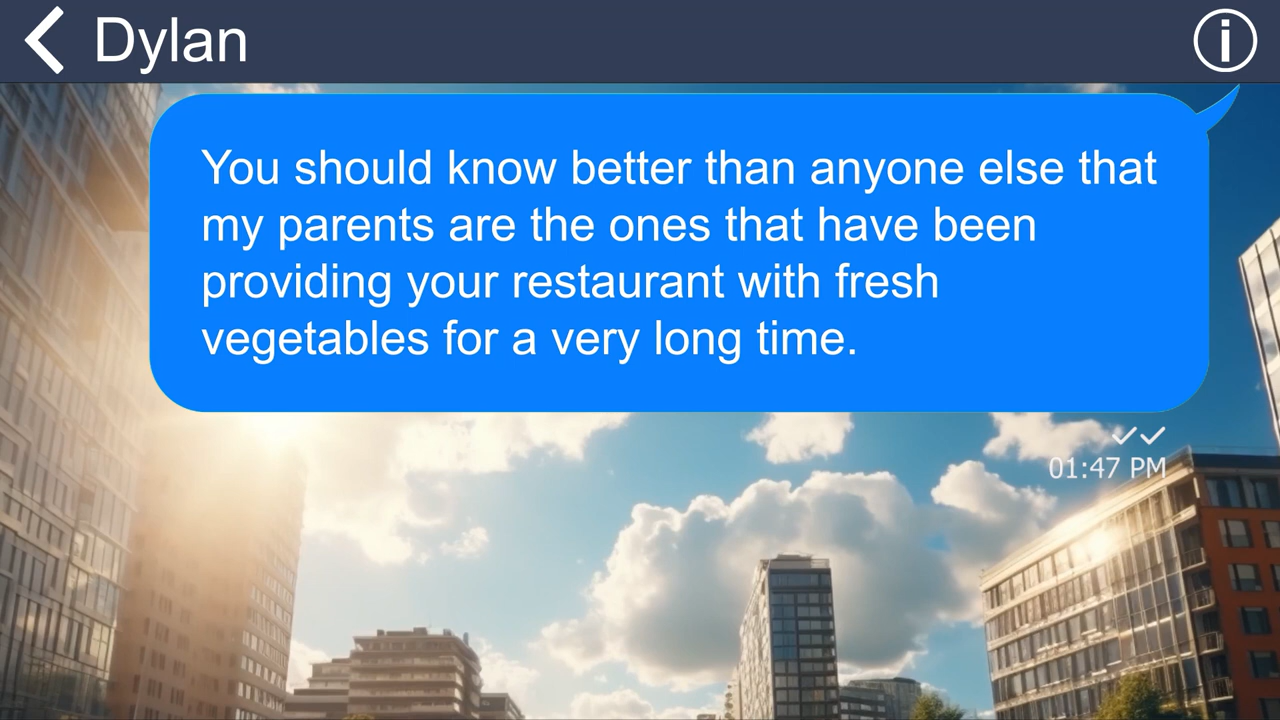 Dylan
You should know better than anyone else that
my parents are the ones that have been
providing your restaurant with fresh
vegetables for a very long time.
01:47 PM